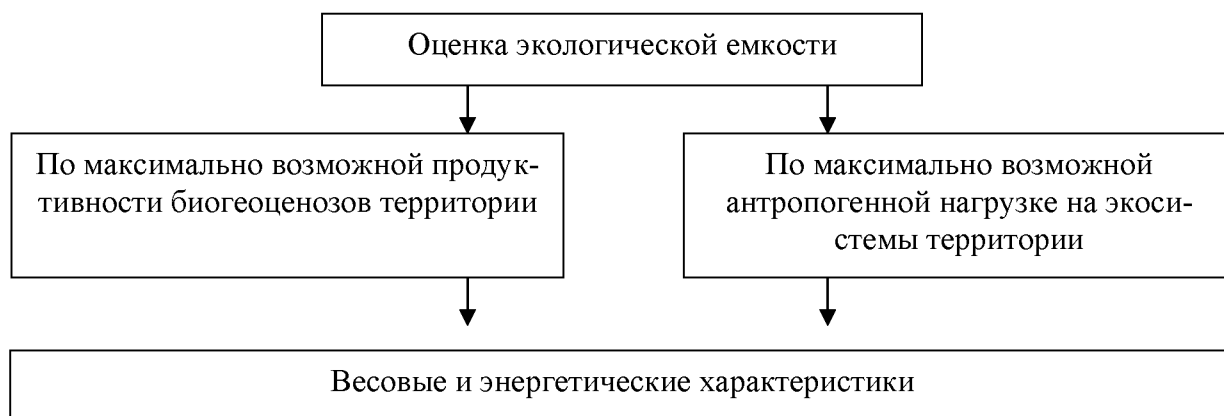 Оценка экологической емкости
По максимально возможной продук-
тивности биогеоценозов территории
По максимально возможной
антропогенной нагрузке на экоси-
стемы территории
Весовые и энергетические характеристики